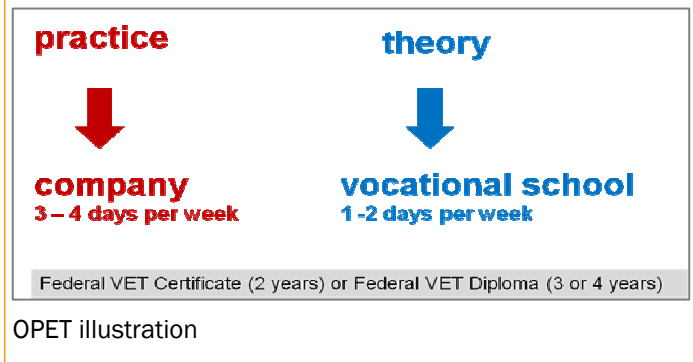 practice
theory
company
3 – 4 days per week
vocational school
1 -2 days per week
Federal VET Certificate (2 years) or Federal VET Diploma (3 or 4 years)
OPET illustration